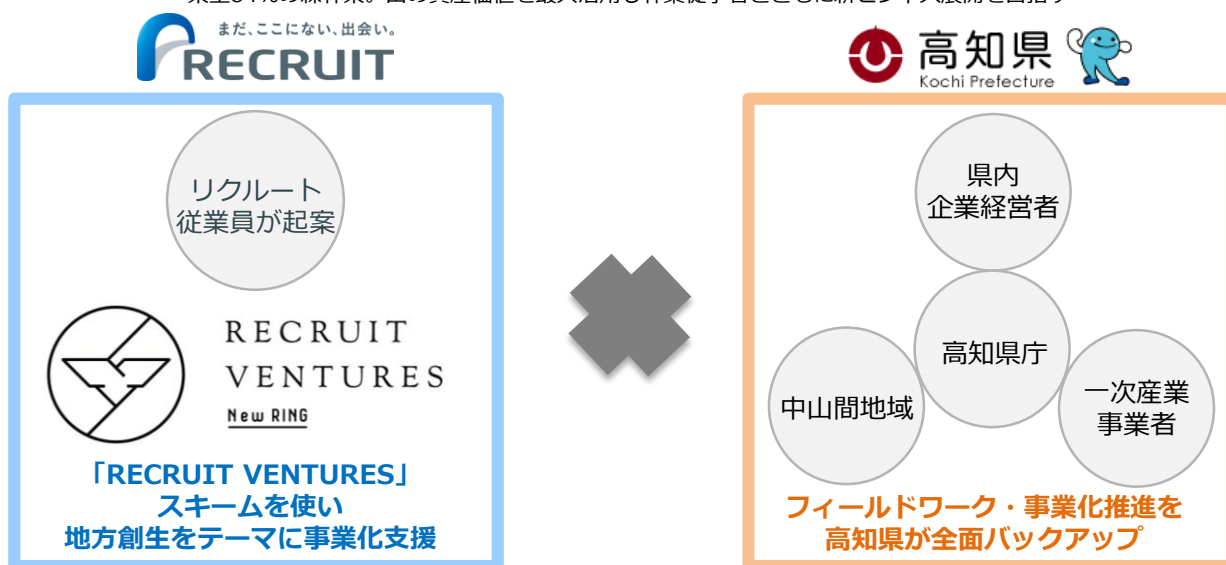 まだ、ここにない、出会い。
RECRUIT
高知県
Kochi Prefecture
リクルート
従業員が起案
RECRUIT
VENTURES
New RING
「RECRUIT VENTURES」
スキームを使い
地方創生をテーマに事業化支援
県内
企業経営者
高知県庁
中山間地域
一次産業
事業者
フィールドワーク・事業化推進を
高知県が全面バックアップ